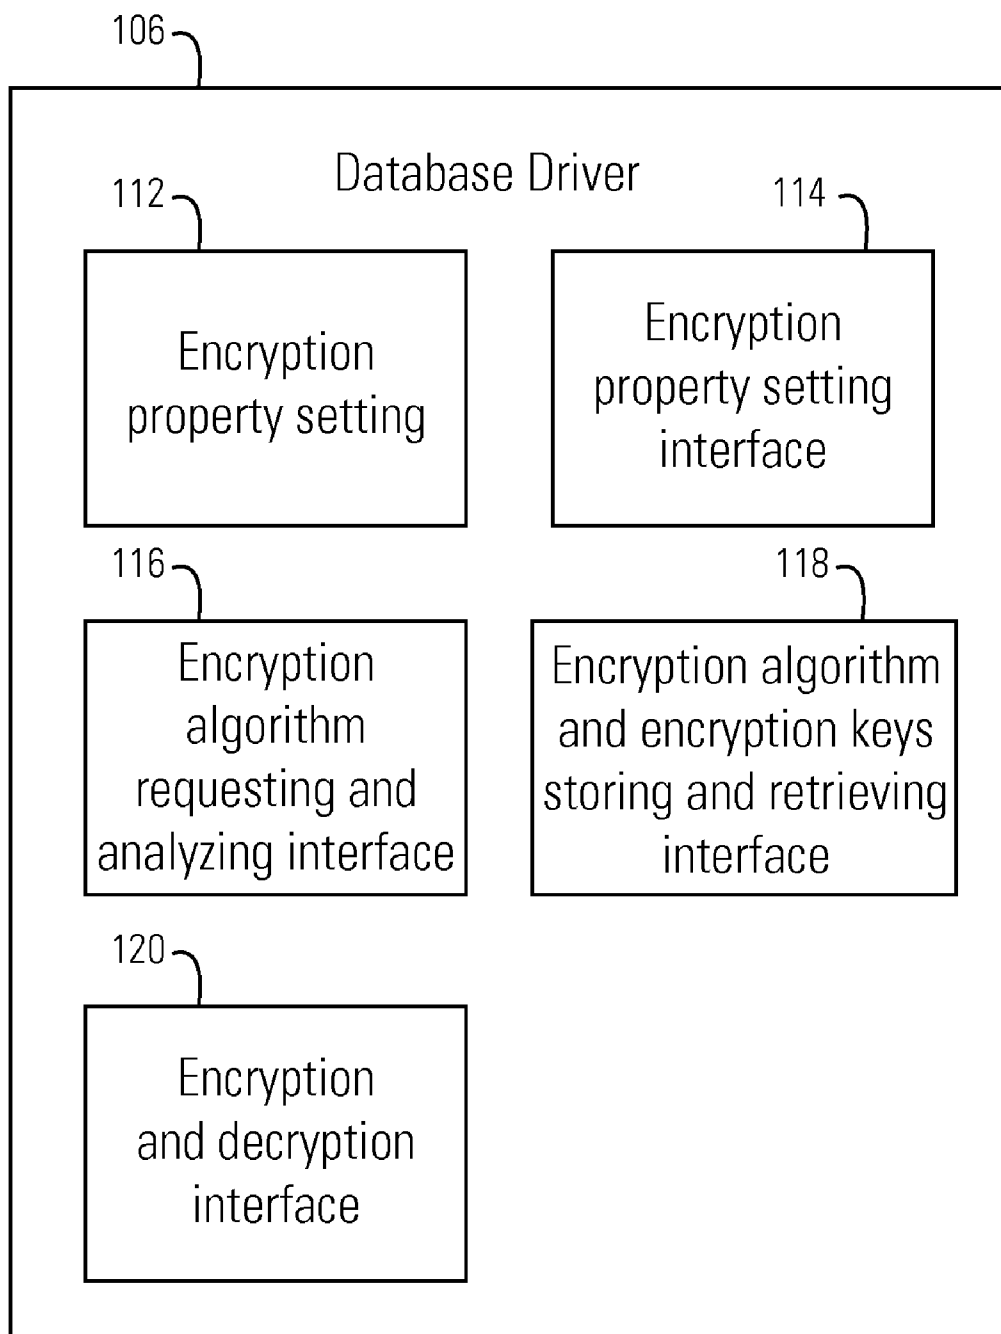 106
Database Driver
112
114
Encryption
property setting
Encryption
property setting
interface
116
118
Encryption
algorithm
requesting and
analyzing interface
Encryption algorithm
and encryption keys
storing and retrieving
interface
120
Encryption
and decryption
interface